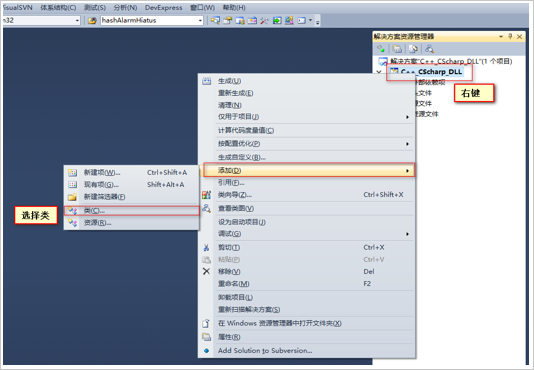 VisualSVN 体系结构(C) 测试(S) 分析(N) DevExpress 窗口(W) 帮助(H)
n32 hashAlarmHiatus
解决方案资源管理器
解决方案"C++_CScharp_DLL"(1 个项目)
C++_CScharp_DLL
部依赖项
文件
文件
源文件
右键
生成(U)
重新生成(E)
清理(N)
仅用于项目(J)
计算代码度量值(C)
按配置优化(P)
生成自定义(B)...
添加(D)
引用(F)...
类向导(Z)... Ctrl+Shift+X
查看类图(V)
设为启动项目(J)
调试(G)
剪切(T) Ctrl+X
粘贴(P) Ctrl+V
移除(V) Del
重命名(M) F2
卸载项目(L)
重新扫描解决方案(S)
在 Windows 资源管理器中打开文件夹(X)
属性(R)
Add Solution to Subversion...
新建项(W)... Ctrl+Shift+A
现有项(G)... Shift+Alt+A
新建筛选器(F)
类(C)...
资源(R)...
选择类